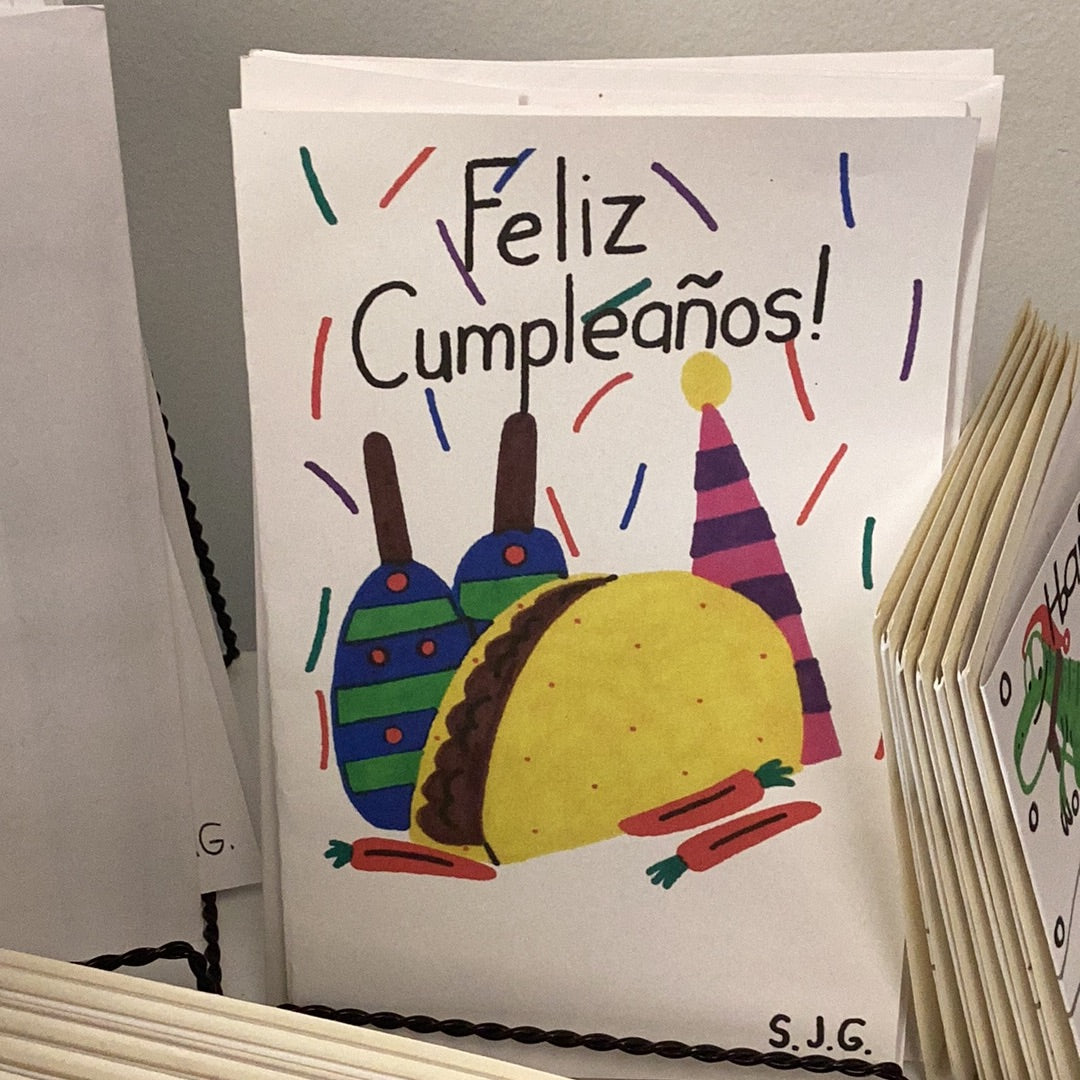 Feliz
Cumpleaños!
S. J. G.
.G.